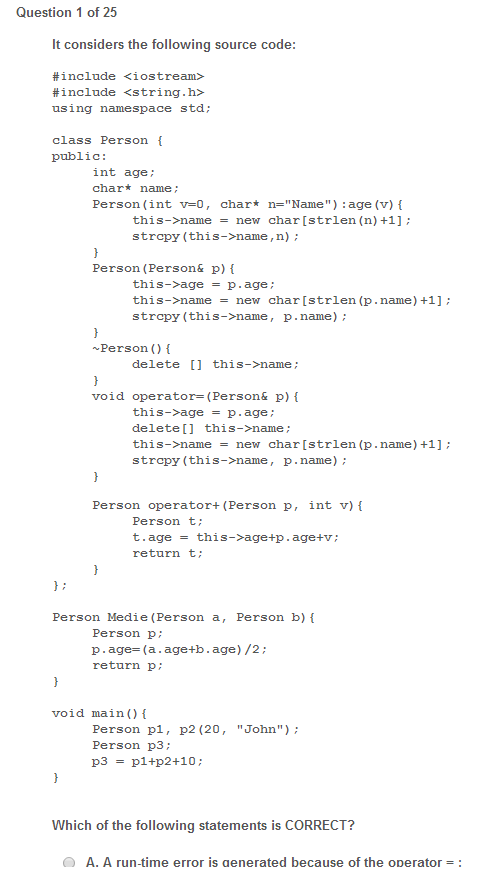 Question 1 of 25
It considers the following source code:
#include <iostream>
#include <string.h>
using namespace std;
class Person {
public:
int age;
char* name;
Person(int v=0, char* n="Name"):age(v){
this->name = new char[strlen(n)+1];
strcpy(this->name,n);
}
Person(Person& p){
this->age = p.age;
this->name = new char[strlen(p.name)+1];
strcpy(this->name, p.name);
}
~Person(){
delete [] this->name;
}
void operator=(Person& p){
this->age = p.age;
delete[] this->name;
this->name = new char[strlen(p.name)+1];
strcpy(this->name, p.name);
}
Person operator+(Person p, int v){
Person t;
t.age = this->age+p.age+v;
return t;
}
};
Person Medie(Person a, Person b){
Person p;
p.age=(a.age+b.age)/2;
return p;
}
void main(){
Person p1, p2(20, "John");
Person p3;
p3 = p1+p2+10;
}
Which of the following statements is CORRECT?
A. A run-time error is generated because of the operator = :